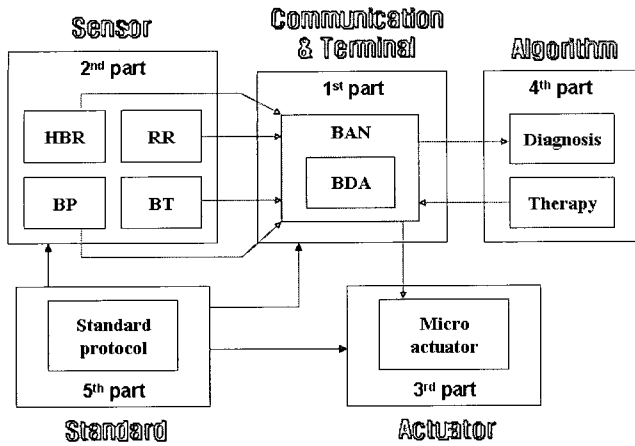 Sensor
Communication
& Terminal
Algorithm
2nd part
1st part
4th part
HBR
RR
BAN
Diagnosis
BDA
BP
BT
Therapy
Standard
protocol
Micro
actuator
5th part
3rd part
Standard
Actuator